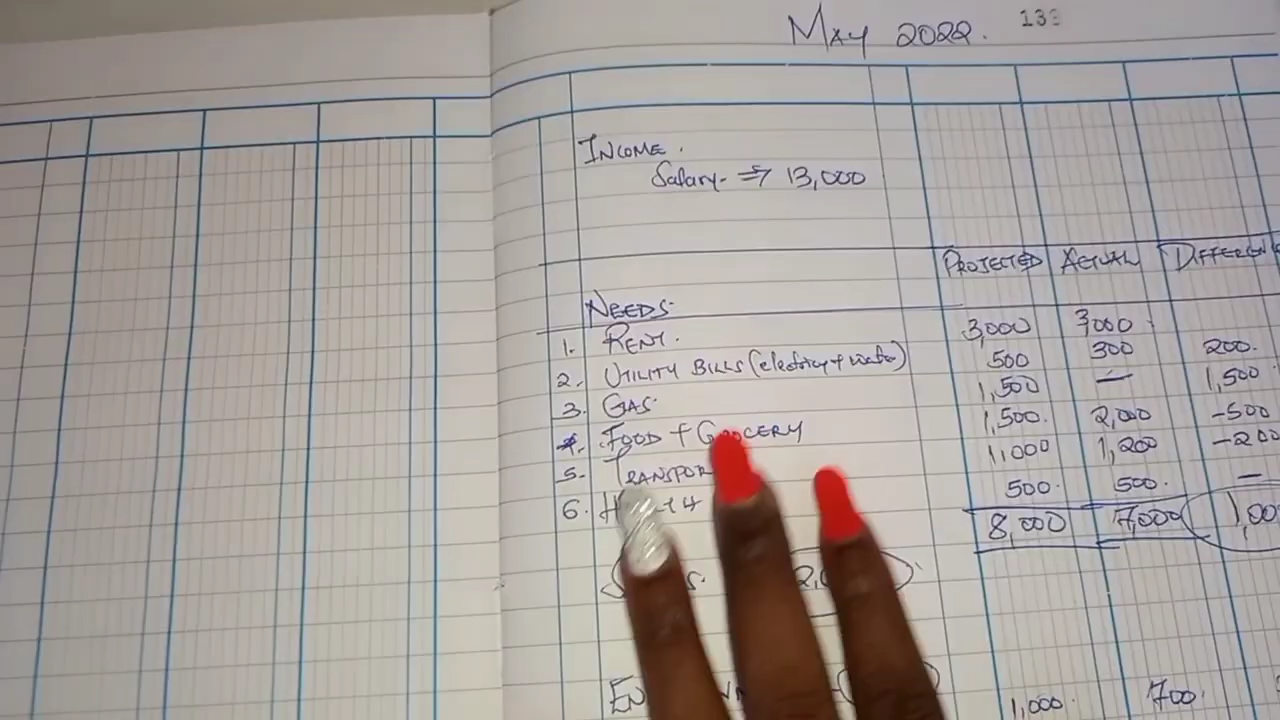 133
May 2022.
INCOME.
Salary ⇒ 13,000
PROJECTED ACTUAL
NEEDS.
1. RENT. 3,000 3000
2. UTILITY BILLS (electricity + water) 500 300 200.
3. GAS. 1,500 — 1,500
4. FOOD + GROCERY 1,500. 2,000 -500
5. 1,000 1,200 -200
6. 500. 500. —
8,000 7,000
1,000. 700.